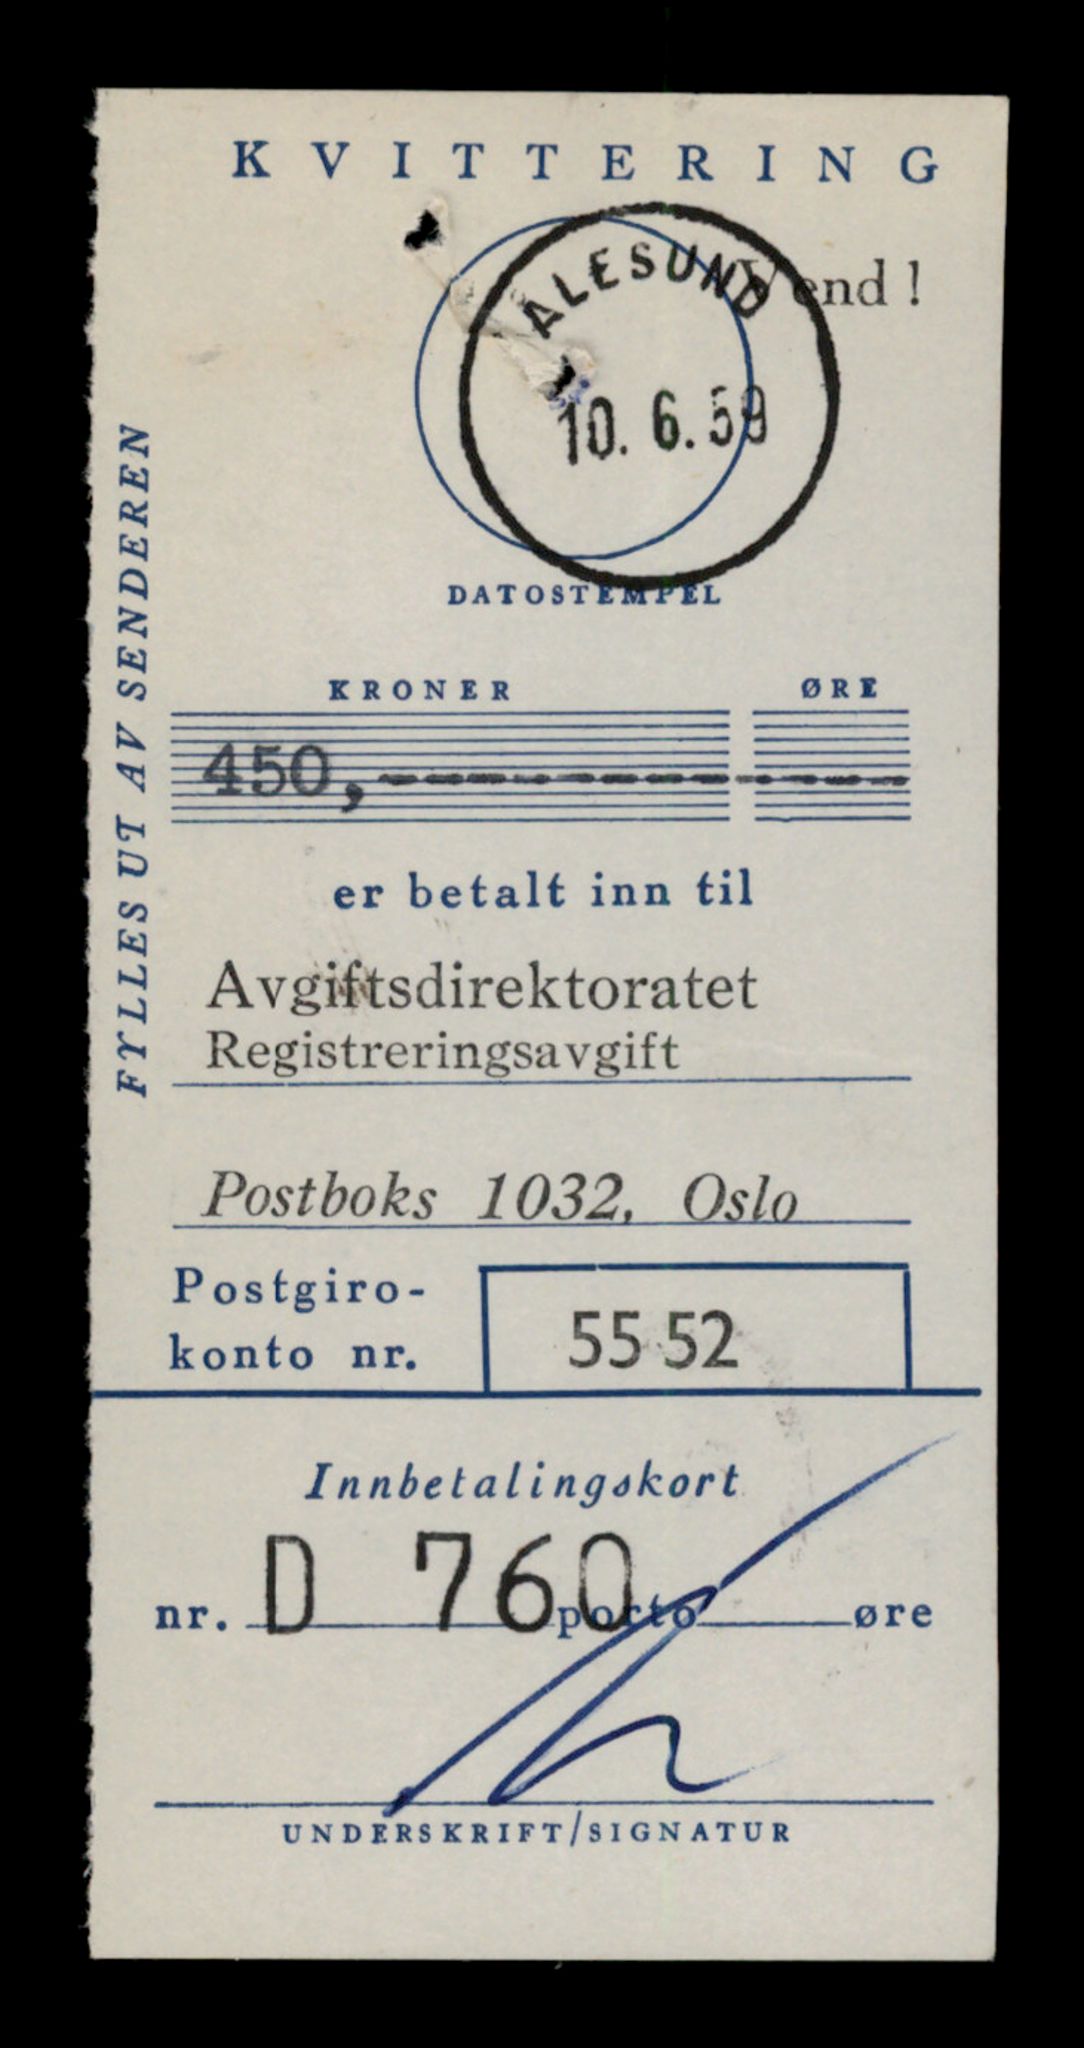 KVITTERING
Vend !
ÅLESUND
10. 6. 59
DATOSTEMPEL
FYLLES UT AV SENDEREN
KRONER ØRE
450,-----------
er betalt inn til
Avgiftsdirektoratet
Registreringsavgift
Postboks 1032, Oslo
Postgiro-
konto nr. 55 52
Innbetalingskort
nr. D 760 porto øre
UNDERSKRIFT/SIGNATUR